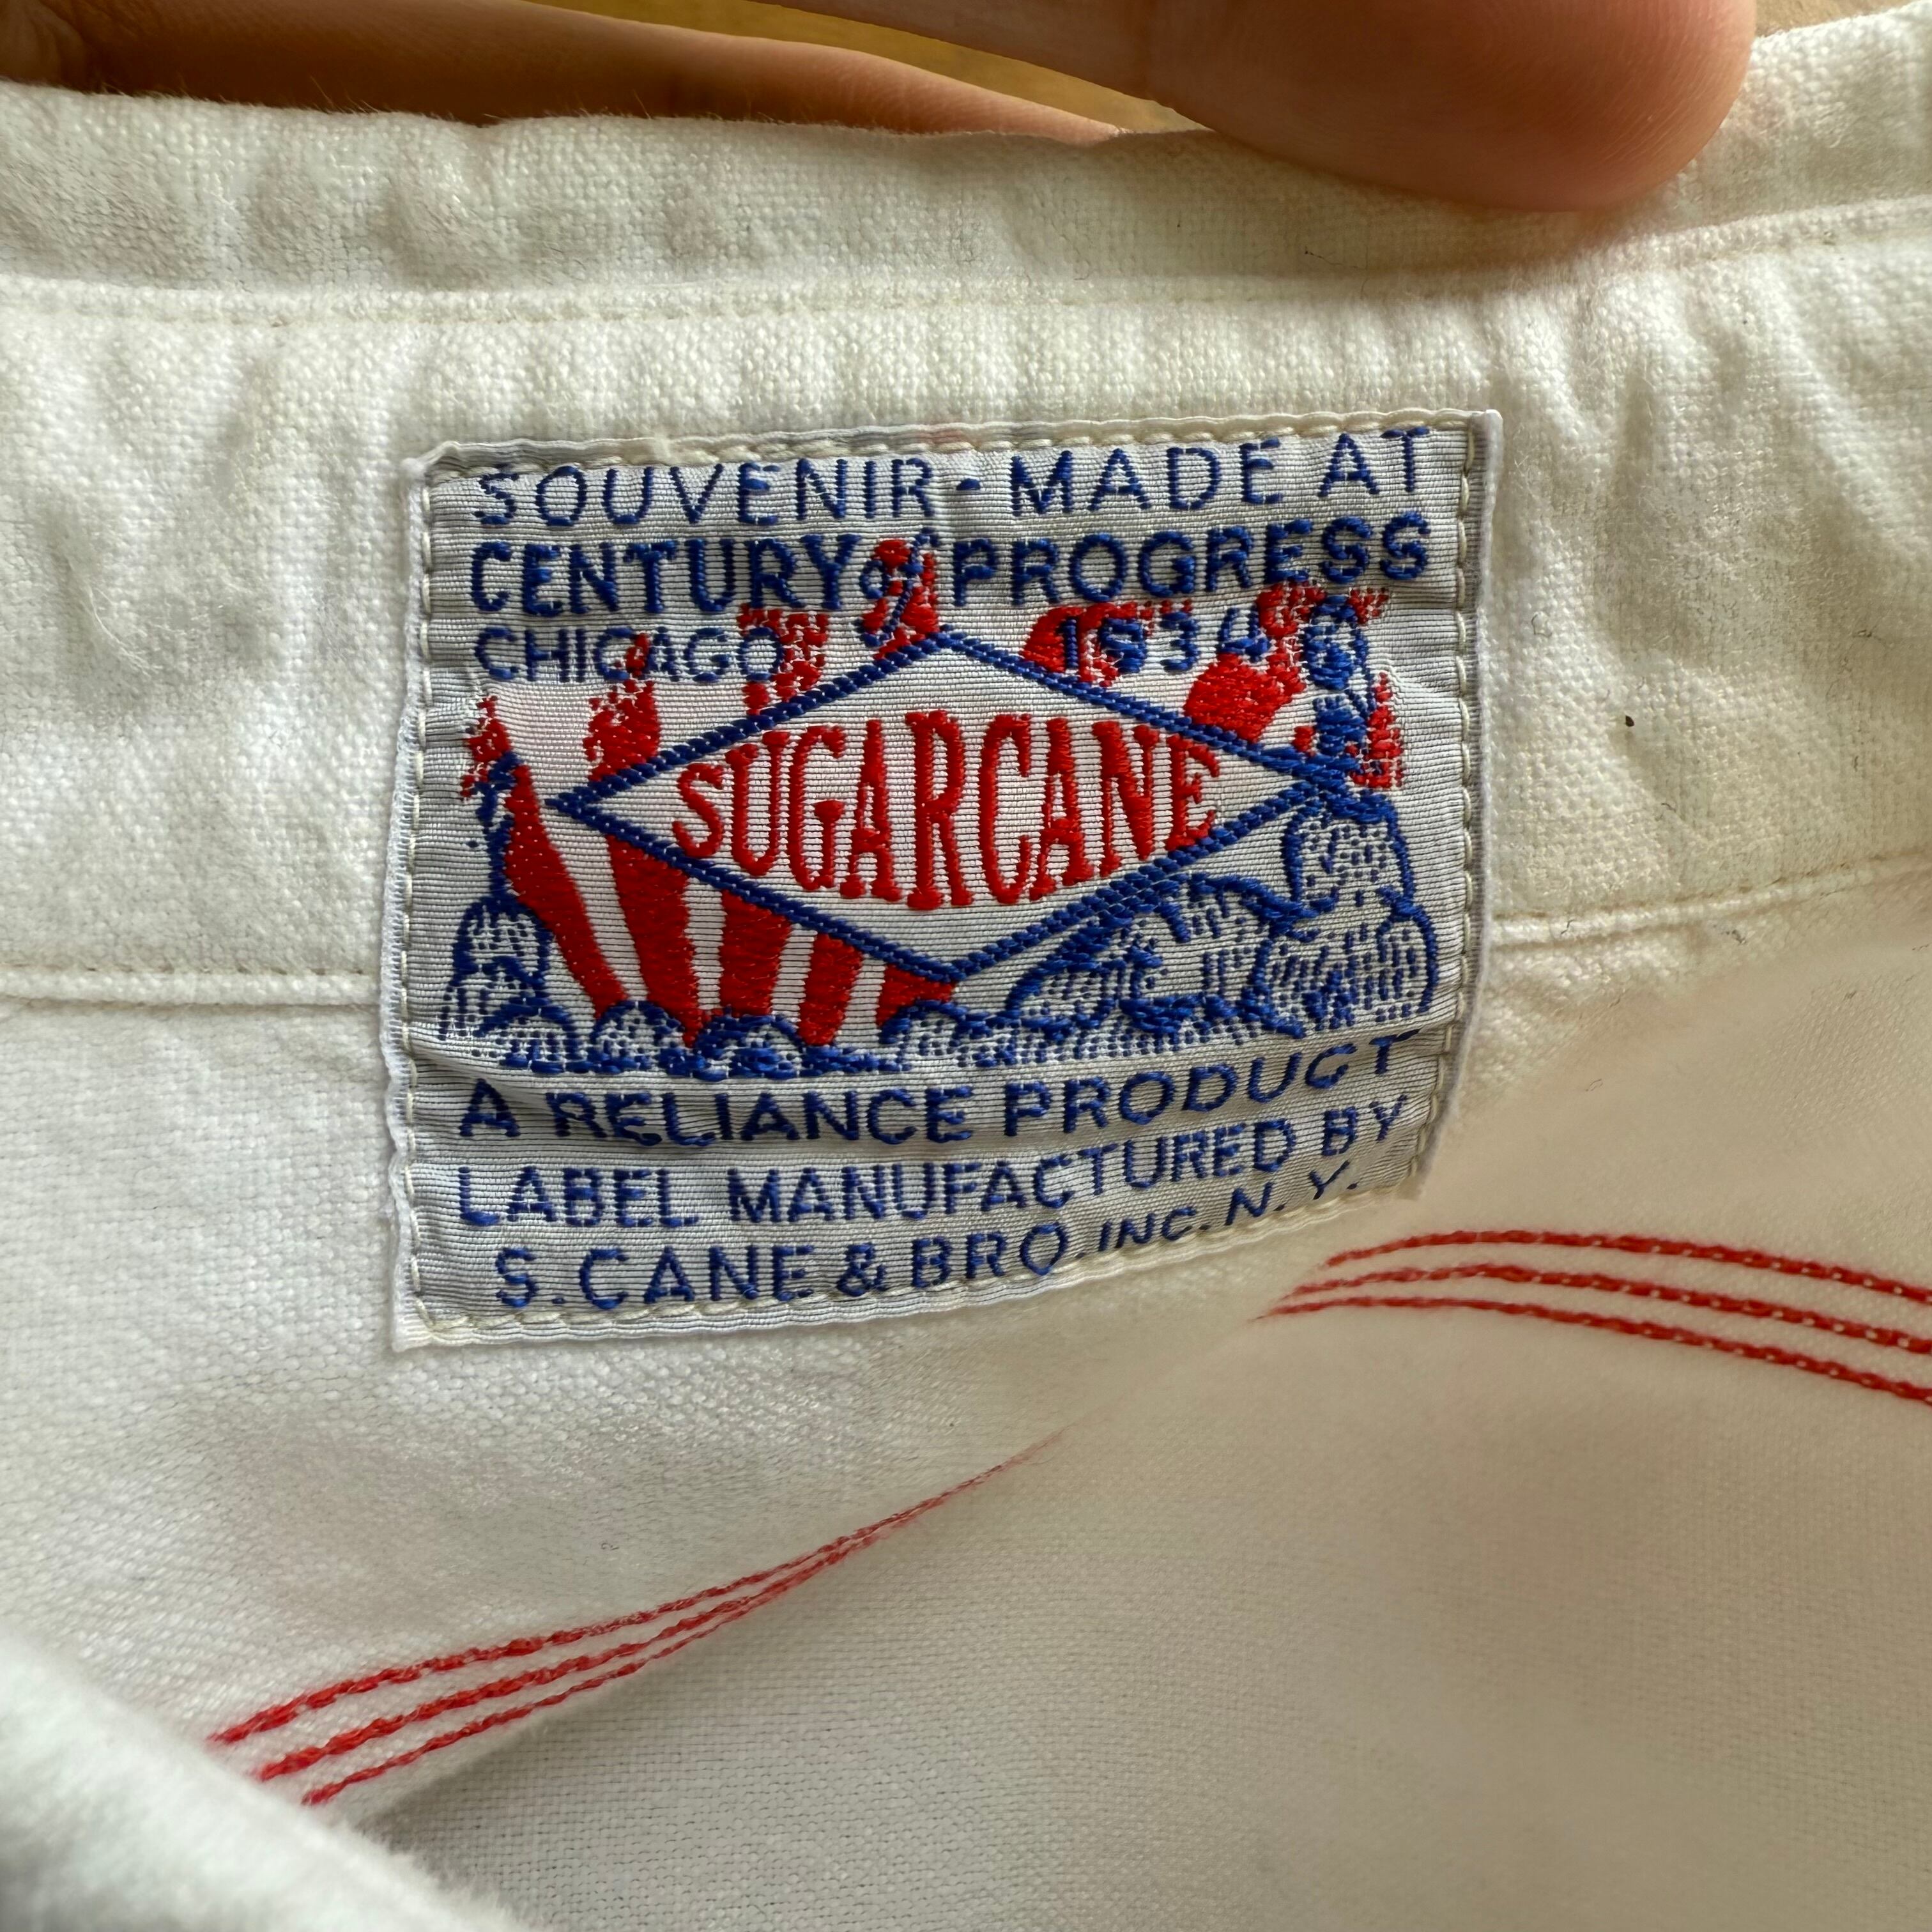 SOUVENIR - MADE AT
CENTURY of PROGRESS
CHICAGO 1934
SUGARCANE
A RELIANCE PRODUCT
LABEL MANUFACTURED BY
S. CANE & BRO. INC. N. Y.